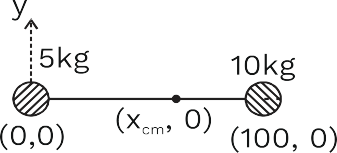 y
5kg
10kg
(0,0)
(x_cm, 0)
(100, 0)